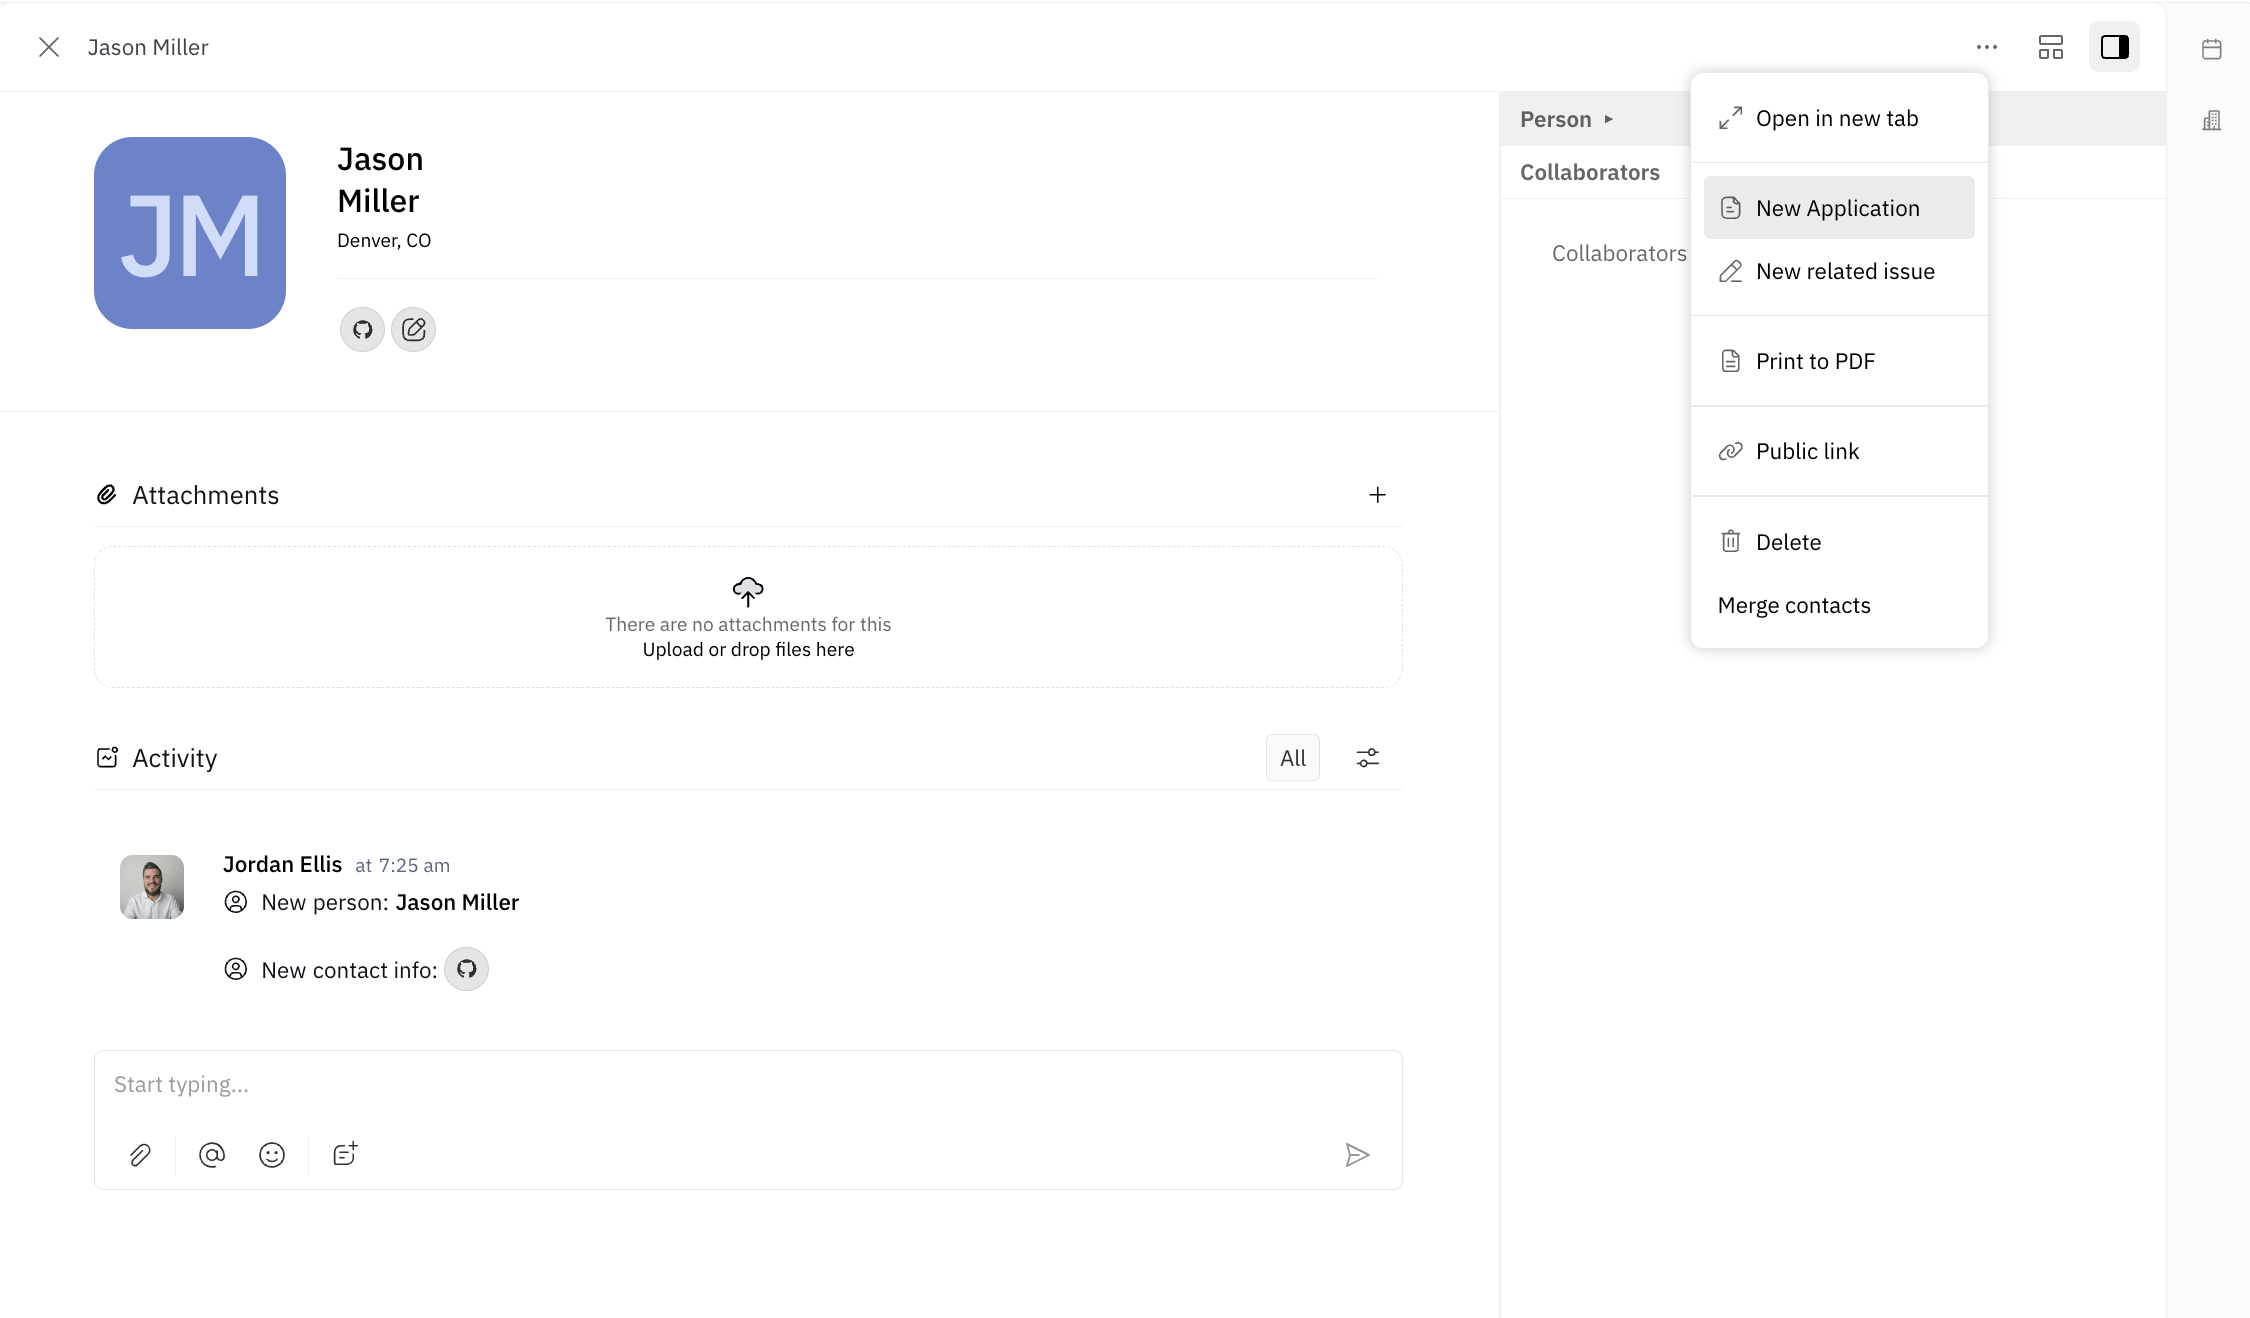 Jason Miller
JM
Jason
Miller
Denver, CO
Attachments
There are no attachments for this
Upload or drop files here
Activity
All
Jordan Ellis at 7:25 am
New person: Jason Miller
New contact info:
Start typing...
Person
Collaborators
Collaborators
Open in new tab
New Application
New related issue
Print to PDF
Public link
Delete
Merge contacts